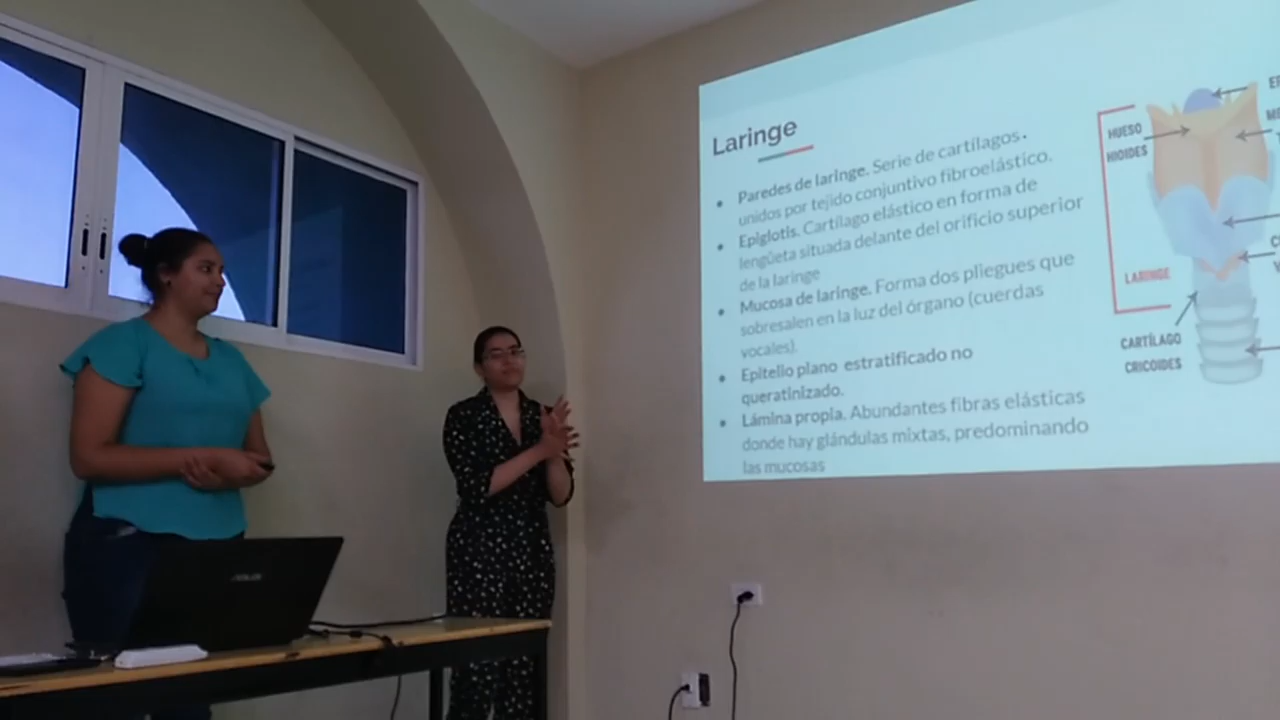 Laringe
Paredes de laringe. Serie de cartílagos.
unidos por tejido conjuntivo fibroelástico.
Epiglotis. Cartílago elástico en forma de
lengüeta situada delante del orificio superior
de la laringe
Mucosa de laringe. Forma dos pliegues que
sobresalen en la luz del órgano (cuerdas
vocales).
Epitelio plano estratificado no
queratinizado.
Lámina propia. Abundantes fibras elásticas
donde hay glándulas mixtas, predominando
las mucosas
HUESO
HIOIDES
LARINGE
CARTÍLAGO
CRICOIDES